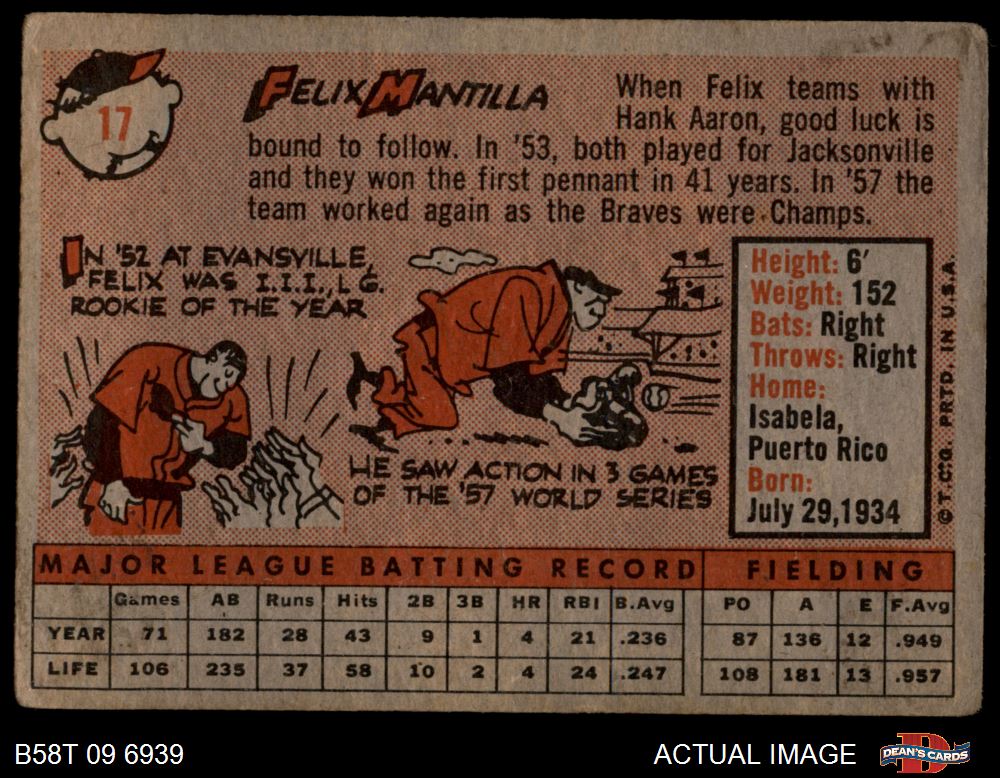 17
FELIX MANTILLA
When Felix teams with
Hank Aaron, good luck is
bound to follow. In '53, both played for Jacksonville
and they won the first pennant in 41 years. In '57 the
team worked again as the Braves were Champs.
IN '52 AT EVANSVILLE,
FELIX WAS I.I.I., LG.
ROOKIE OF THE YEAR
HE SAW ACTION IN 3 GAMES
OF THE '57 WORLD SERIES
Height: 6'
Weight: 152
Bats: Right
Throws: Right
Home:
Isabela,
Puerto Rico
Born:
July 29,1934
© T.C.G. PRTD. IN U.S.A.
MAJOR LEAGUE BATTING RECORD FIELDING
Games AB Runs Hits 2B 3B HR RBI B.Avg PO A E F.Avg
YEAR 71 182 28 43 9 1 4 21 .236 87 136 12 .949
LIFE 106 235 37 58 10 2 4 24 .247 108 181 13 .957
B58T 09 6939 ACTUAL IMAGE DEAN'S CARDS